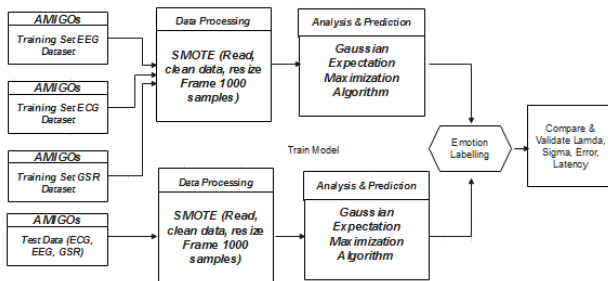 AMIGOs
Training Set EEG
Dataset
AMIGOs
Training Set ECG
Dataset
AMIGOs
Training Set GSR
Dataset
AMIGOs
Test Data (ECG,
EEG, GSR)
Data Processing
SMOTE (Read,
clean data, resize
Frame 1000
samples)
Analysis & Prediction
Gaussian
Expectation
Maximization
Algorithm
Train Model
Data Processing
SMOTE (Read,
clean data, resize
Frame 1000
samples)
Analysis & Prediction
Gaussian
Expectation
Maximization
Algorithm
Emotion
Labelling
Compare &
Validate Lamda,
Sigma, Error,
Latency